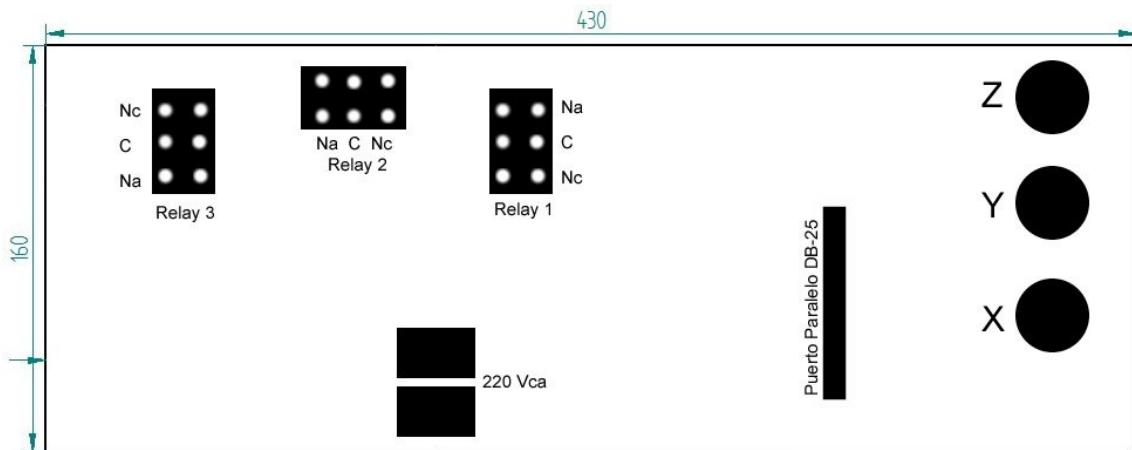 430
160
Nc
C
Na
Relay 3
Na C Nc
Relay 2
Na
C
Nc
Relay 1
220 Vca
Puerto Paralelo DB-25
Z
Y
X